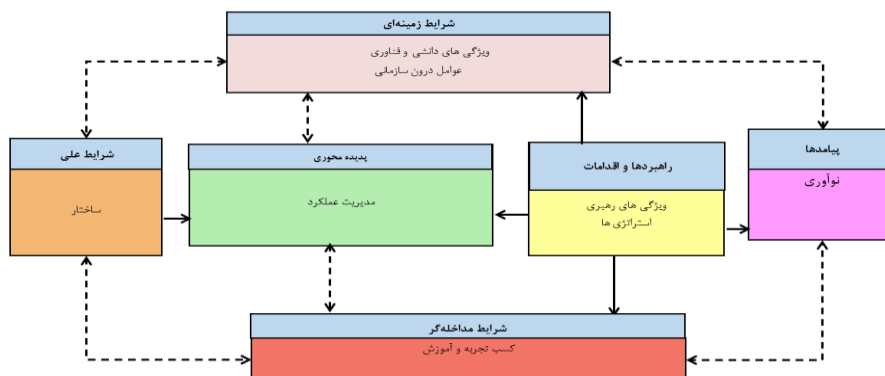 شرایط زمینه‌ای
ویژگی های دانشی و فناوری
عوامل درون سازمانی
شرایط علی
ساختار
پدیده محوری
مدیریت عملکرد
راهبردها و اقدامات
ویژگی های رهبری
استراتژی ها
پیامدها
نوآوری
شرایط مداخله‌گر
کسب تجربه و آموزش